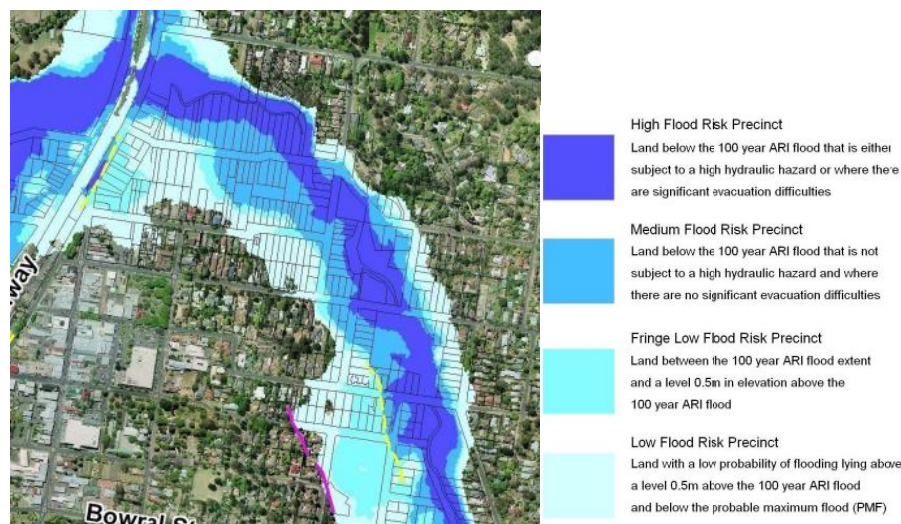 High Flood Risk Precinct
Land below the 100 year ARI flood that is either
subject to a high hydraulic hazard or where there
are significant evacuation difficulties
Medium Flood Risk Precinct
Land below the 100 year ARI flood that is not
subject to a high hydraulic hazard and where
there are no significant evacuation difficulties
Fringe Low Flood Risk Precinct
Land between the 100 year ARI flood extent
and a level 0.5m in elevation above the
100 year ARI flood
Low Flood Risk Precinct
Land with a low probability of flooding lying above
a level 0.5m above the 100 year ARI flood
and below the probable maximum flood (PMF)
way
Bowral St